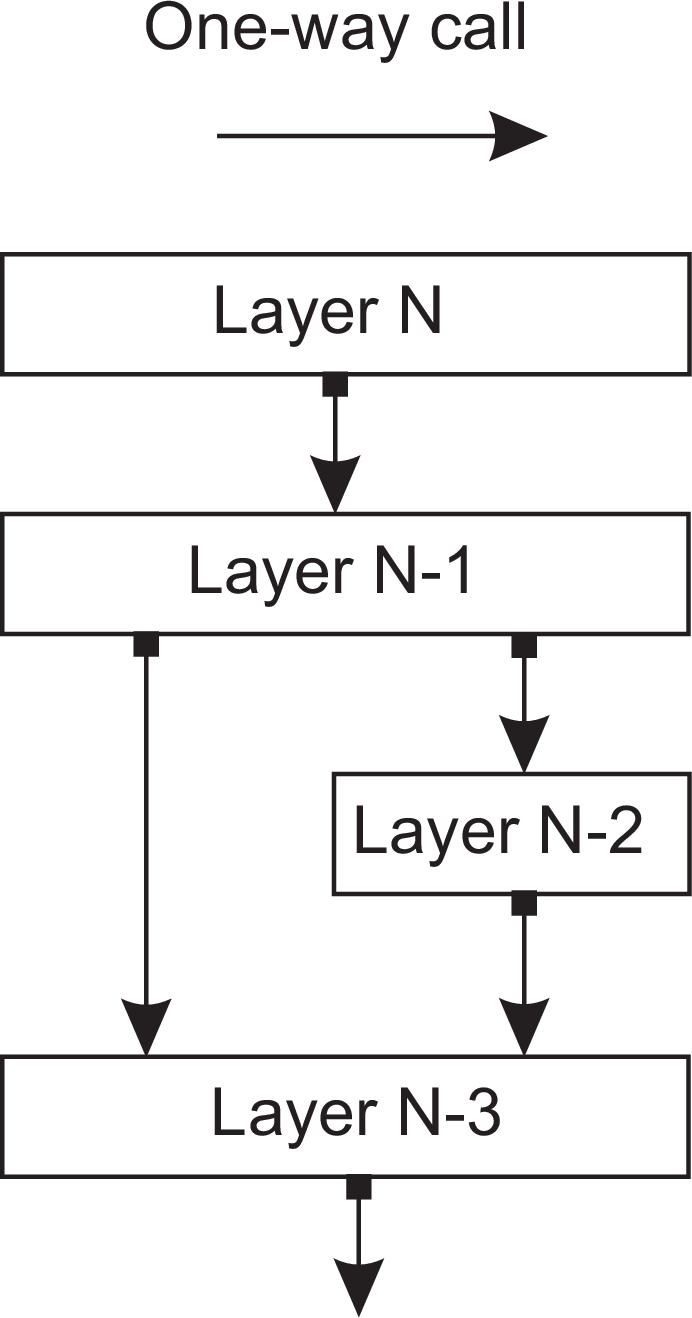 One-way call
Layer N
Layer N-1
Layer N-2
Layer N-3